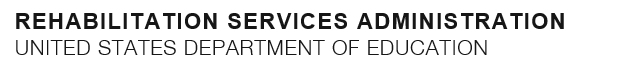 REHABILITATION SERVICES ADMINISTRATION
UNITED STATES DEPARTMENT OF EDUCATION